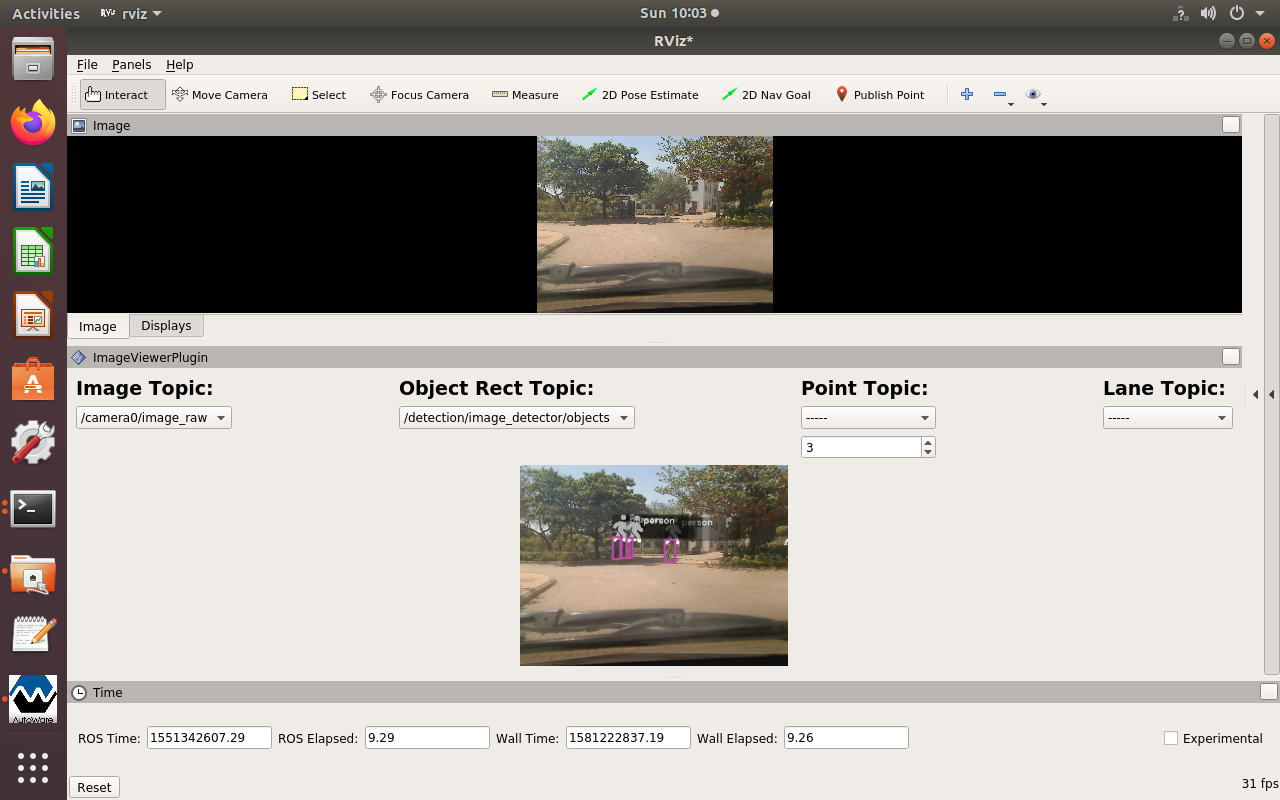 Activities
RViz rviz
Sun 10:03
?
RViz*
File Panels Help
Interact Move Camera Select Focus Camera Measure 2D Pose Estimate 2D Nav Goal Publish Point
Image
Image Displays
ImageViewerPlugin
Image Topic: Object Rect Topic: Point Topic: Lane Topic:
/camera0/image_raw /detection/image_detector/objects ----- -----
3
person person
Time
ROS Time: 1551342607.29 ROS Elapsed: 9.29 Wall Time: 1581222837.19 Wall Elapsed: 9.26 Experimental
AutoWare
Reset 31 fps